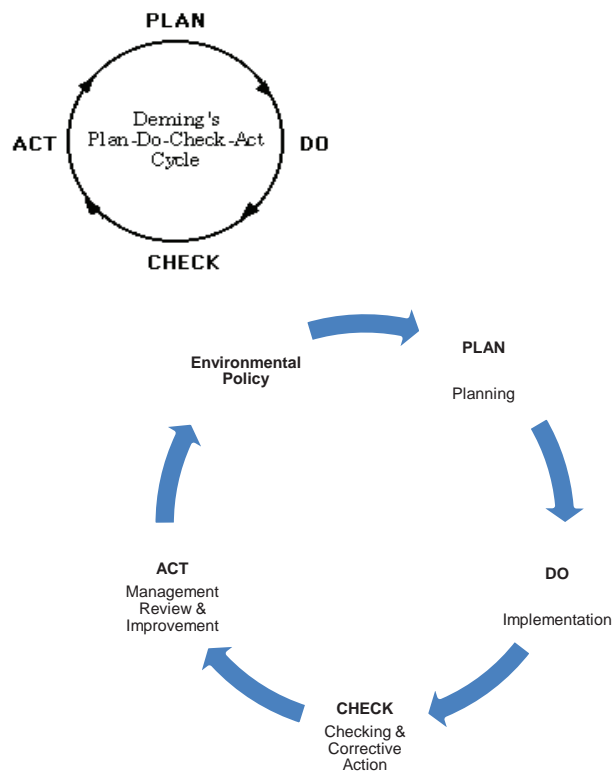 PLAN
Deming's
Plan-Do-Check-Act
Cycle
ACT
DO
CHECK
Environmental
Policy
PLAN
Planning
DO
Implementation
CHECK
Checking &
Corrective
Action
ACT
Management
Review &
Improvement